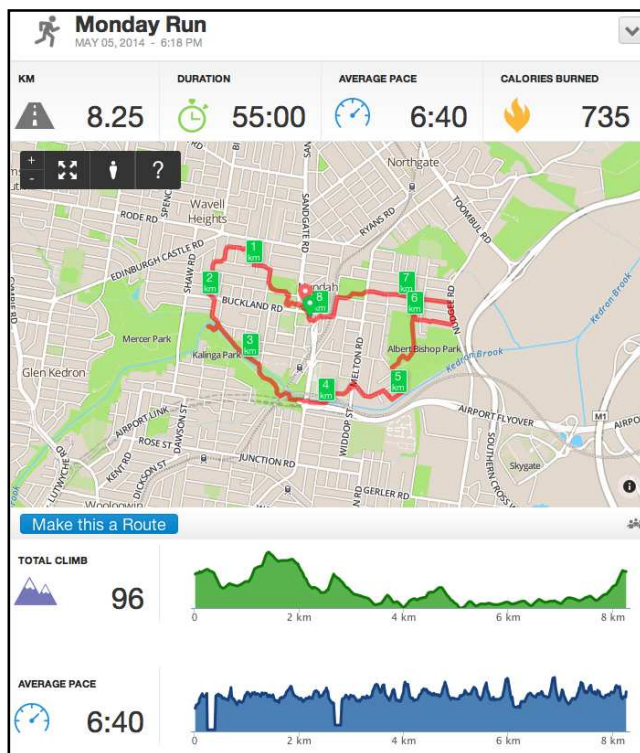 Monday Run
MAY 05, 2014 - 6:18 PM
KM
DURATION
AVERAGE PACE
CALORIES BURNED
8.25
55:00
6:40
735
+
-
?
Northgate
TOOMBUL RD
SANDGATE RD
RYANS RD
Wavell
Heights
RODE RD
EDINBURGH CASTLE RD
SHAW RD
1
km
2
km
BUCKLAND RD
8
km
7
km
6
km
Mercer Park
Kalinga Park
3
km
MELTON RD
Albert Bishop Park
Kedron Brook
Kedron Brook
Glen Kedron
4
km
5
km
AIRPORT LINK
DAWSON ST
WIDDOP ST
AIRPORT FLYOVER
M1
ROSE ST
KENT RD
DICKSON ST
JUNCTION RD
GERLER RD
Skygate
Make this a Route
TOTAL CLIMB
96
0
2 km
4 km
6 km
8 km
AVERAGE PACE
6:40
0
2 km
4 km
6 km
8 km